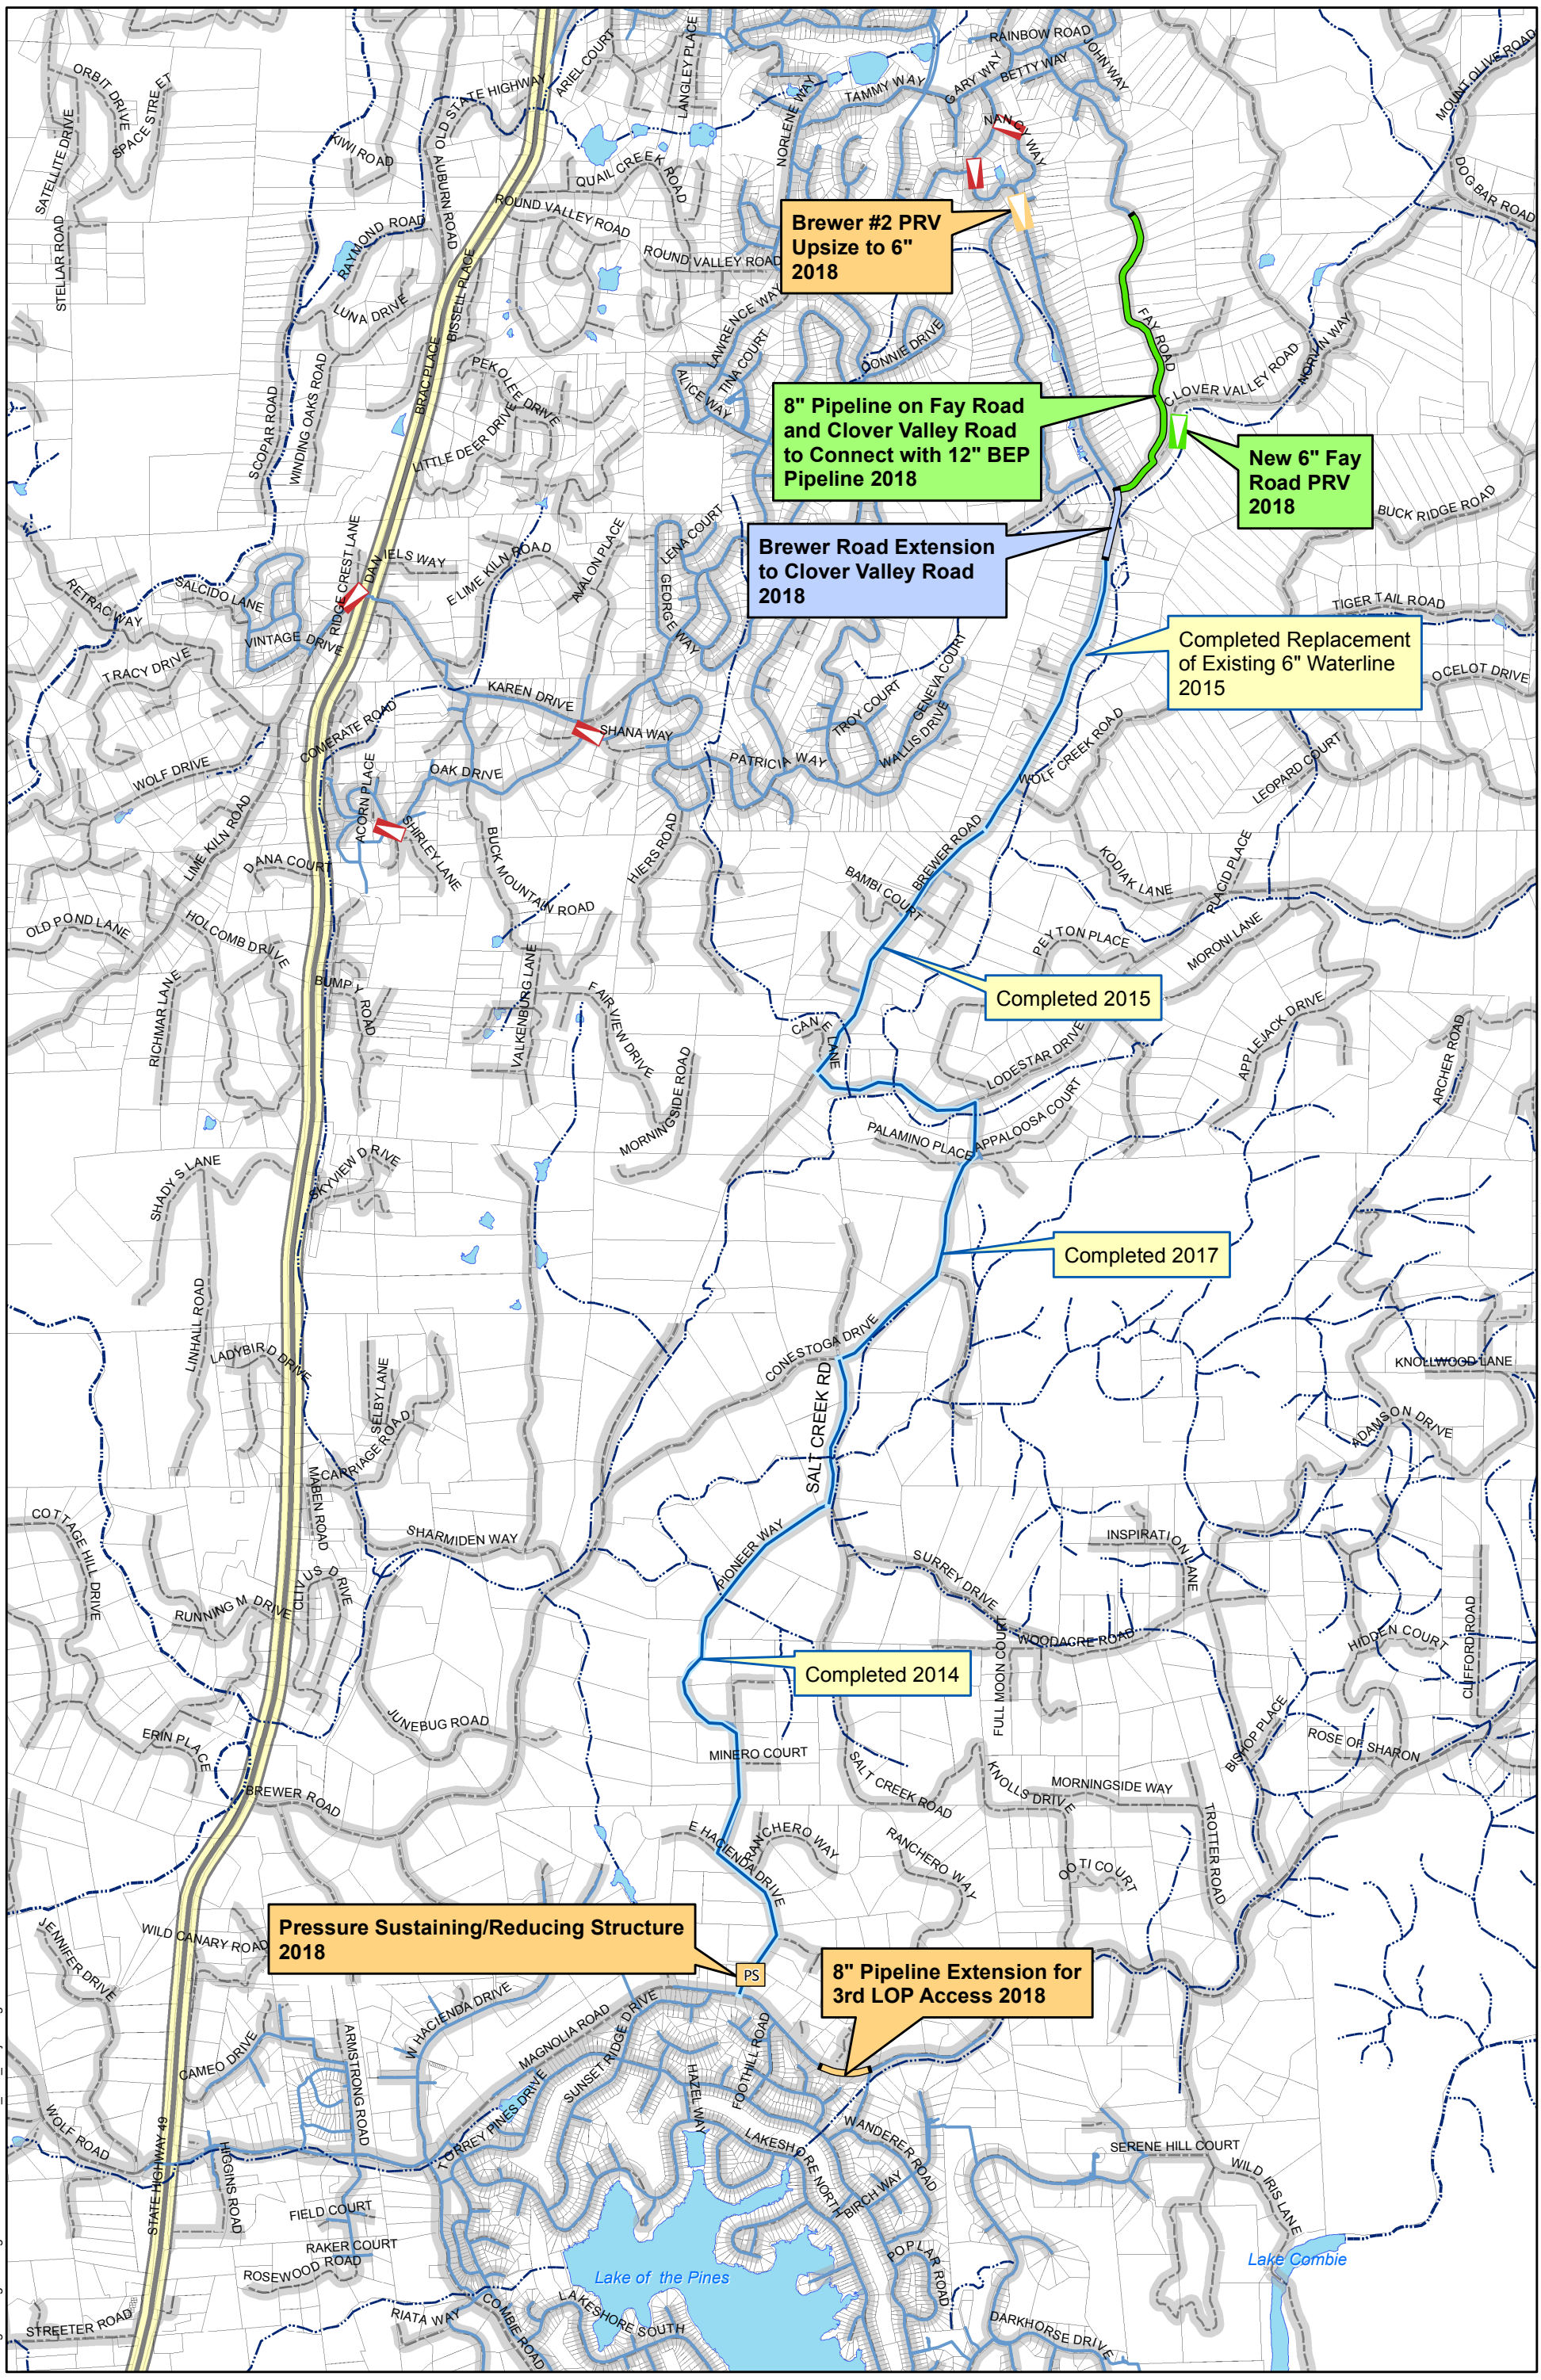 RAINBOW ROAD
ARIEL COURT
LANGLEY PLACE
JOHN WAY
MOUNT OLIVE ROAD
ORBIT DRIVE
SPACE STREET
OLD STATE HIGHWAY
BETTY WAY
GARY WAY
TAMMY WAY
NORLENE WAY
NANCY WAY
SATELLITE DRIVE
KIWI ROAD
AUBURN ROAD
QUAIL CREEK ROAD
DOG BAR ROAD
STELLAR ROAD
RAYMOND ROAD
ROUND VALLEY ROAD
ROUND VALLEY ROAD
Brewer #2 PRV
Upsize to 6"
2018
LUNA DRIVE
BISSELL PLACE
LAWRENCE WAY
TINA COURT
CONNIE DRIVE
FAY ROAD
NORVIN WAY
BRAC PLACE
PEKOLEE DRIVE
ALICE WAY
CLOVER VALLEY ROAD
8" Pipeline on Fay Road
and Clover Valley Road
to Connect with 12" BEP
Pipeline 2018
SCOPAR ROAD
WINDING OAKS ROAD
LITTLE DEER DRIVE
New 6" Fay
Road PRV
2018
BUCK RIDGE ROAD
Brewer Road Extension
to Clover Valley Road
2018
RIDGE CREST LANE
DANIELS WAY
E LIME KILN ROAD
AVALON PLACE
LENA COURT
GEORGE WAY
RETRAC WAY
SALCIDO LANE
VINTAGE DRIVE
TIGER TAIL ROAD
Completed Replacement
of Existing 6" Waterline
2015
TRACY DRIVE
OCELOT DRIVE
KAREN DRIVE
SHANA WAY
TROY COURT
GENEVA COURT
WALLIS DRIVE
PATRICIA WAY
COMERATE ROAD
WOLF DRIVE
OAK DRIVE
WOLF CREEK ROAD
LEOPARD COURT
ACORN PLACE
SHIRLEY LANE
LIME KILN ROAD
DANA COURT
BUCK MOUNTAIN ROAD
HIERS ROAD
BREWER ROAD
BAMBI COURT
KODIAK LANE
PLACID PLACE
OLD POND LANE
HOLCOMB DRIVE
PEYTON PLACE
MORONI LANE
RICHMAR LANE
BUMPY ROAD
VALKENBURG LANE
FAIRVIEW DRIVE
Completed 2015
CANE LANE
APPLEJACK DRIVE
ARCHER ROAD
MORNINGSIDE ROAD
LODESTAR DRIVE
PALAMINO PLACE
APPALOOSA COURT
SHADY S LANE
SKYVIEW DRIVE
Completed 2017
LINHALL ROAD
LADYBIRD DRIVE
SELBY LANE
CONESTOGA DRIVE
KNOLLWOOD LANE
SALT CREEK RD
CARRIAGE ROAD
ADAMSON DRIVE
MABEN ROAD
COTTAGE HILL DRIVE
SHARMIDEN WAY
PIONEER WAY
INSPIRATION LANE
SURREY DRIVE
CLIVUS DRIVE
RUNNING M DRIVE
FULL MOON COURT
WOODACRE ROAD
HIDDEN COURT
CLIFFORD ROAD
Completed 2014
JUNEBUG ROAD
ERIN PLACE
BISHOP PLACE
ROSE OF SHARON
MINERO COURT
SALT CREEK ROAD
KNOLLS DRIVE
MORNINGSIDE WAY
BREWER ROAD
TROTTER ROAD
E HACIENDA DRIVE
RANCHERO WAY
RANCHERO WAY
OOTI COURT
JENNIFER DRIVE
WILD CANARY ROAD
Pressure Sustaining/Reducing Structure
2018
PS
8" Pipeline Extension for
3rd LOP Access 2018
W HACIENDA DRIVE
MAGNOLIA ROAD
SUNSET RIDGE DRIVE
CAMEO DRIVE
ARMSTRONG ROAD
TORREY PINES DRIVE
HAZEL WAY
FOOTHILL ROAD
WOLF ROAD
WANDERER ROAD
LAKESHORE NORTH
BIRCH WAY
SERENE HILL COURT
WILD IRIS LANE
STATE HIGHWAY 49
HIGGINS ROAD
FIELD COURT
RAKER COURT
ROSEWOOD ROAD
POPLAR ROAD
Lake Combie
Lake of the Pines
STREETER ROAD
RIATA WAY
COMBIE ROAD
LAKESHORE SOUTH
DARKHORSE DRIVE